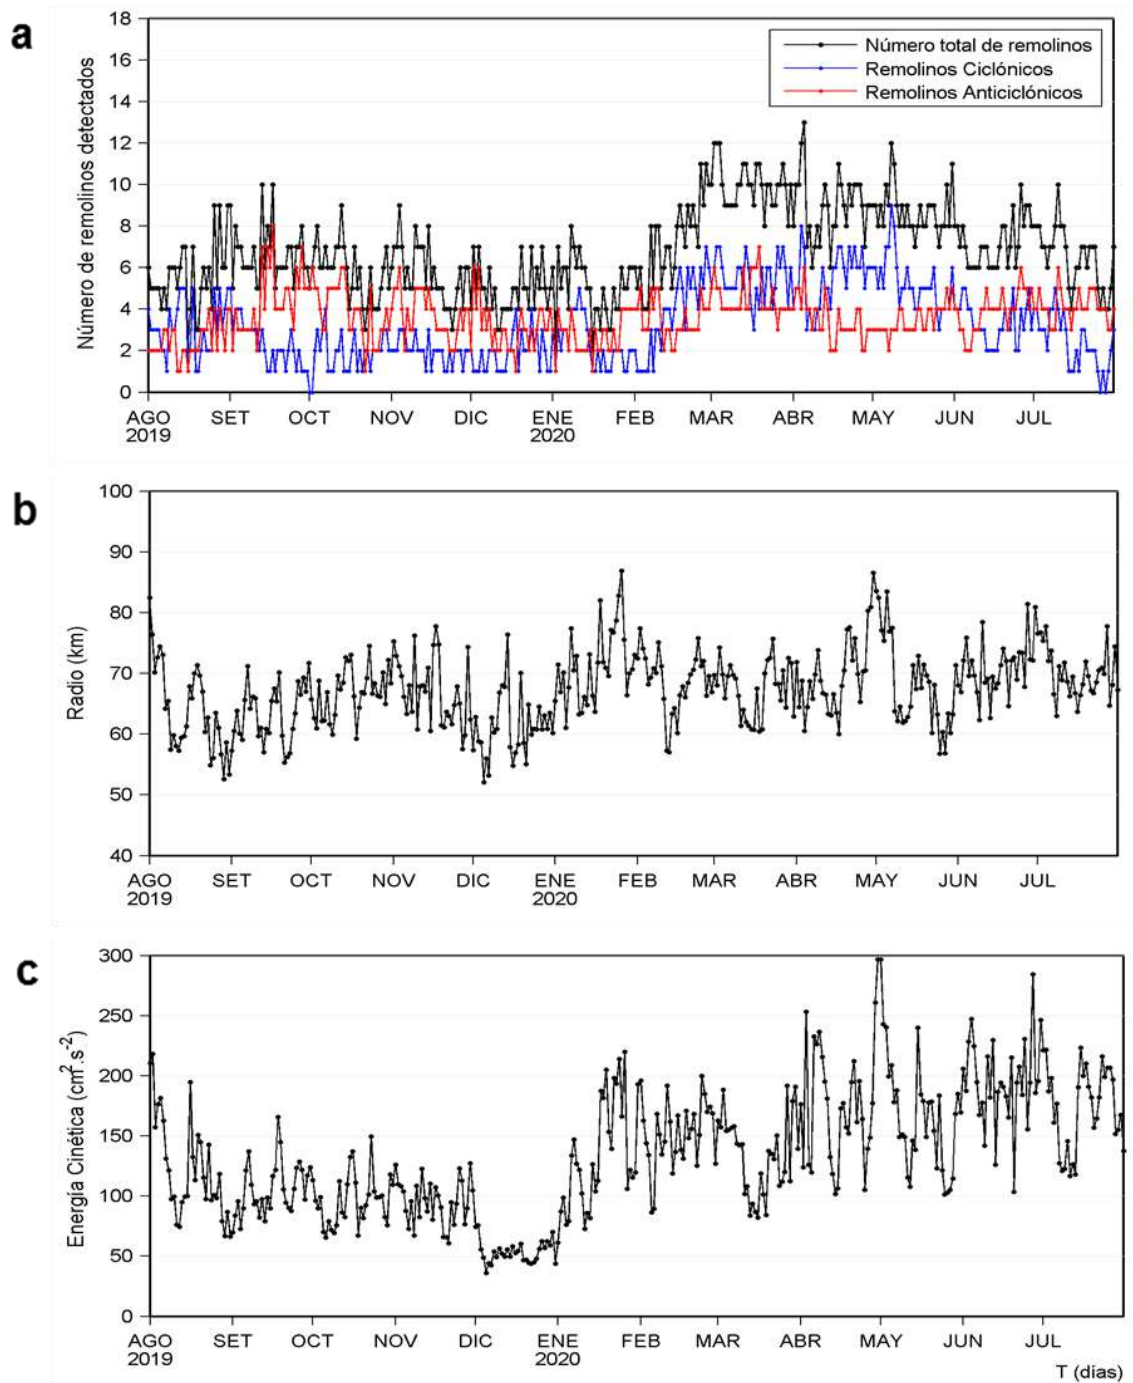 a
Número de remolinos detectados
18
16
14
12
10
8
6
4
2
0
Número total de remolinos
Remolinos Ciclónicos
Remolinos Anticiclónicos
AGO SET OCT NOV DIC ENE FEB MAR ABR MAY JUN JUL
2019 2020
b
Radio (km)
100
90
80
70
60
50
40
AGO SET OCT NOV DIC ENE FEB MAR ABR MAY JUN JUL
2019 2020
c
Energía Cinética (cm².s⁻²)
300
250
200
150
100
50
0
AGO SET OCT NOV DIC ENE FEB MAR ABR MAY JUN JUL
2019 2020
T (días)